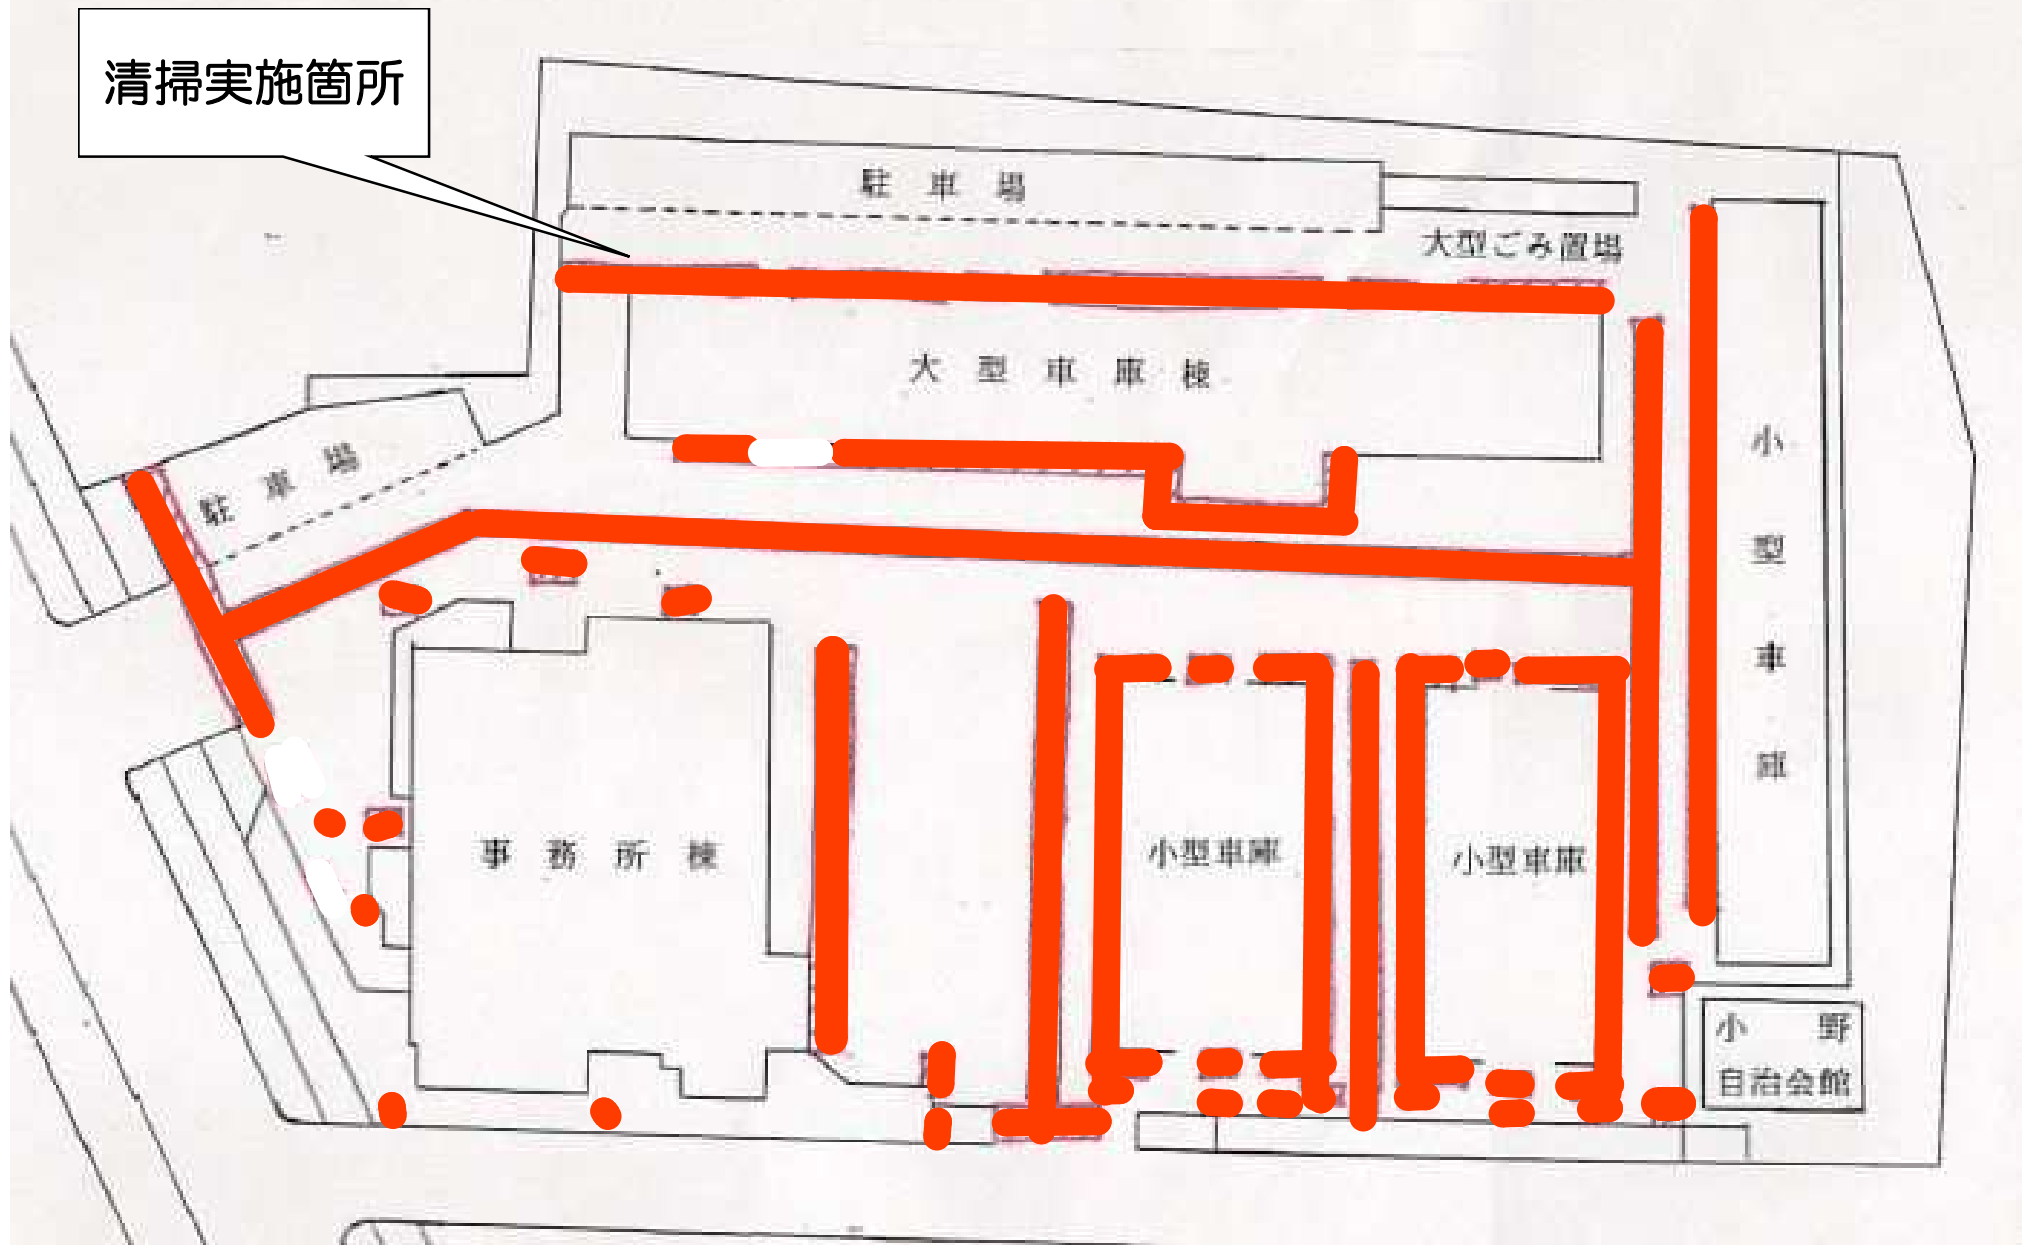 清掃実施箇所
駐車場
大型ごみ置場
大型車庫棟
駐車場
小型車庫
事務所棟
小型車庫
小型車庫
小野
自治会館